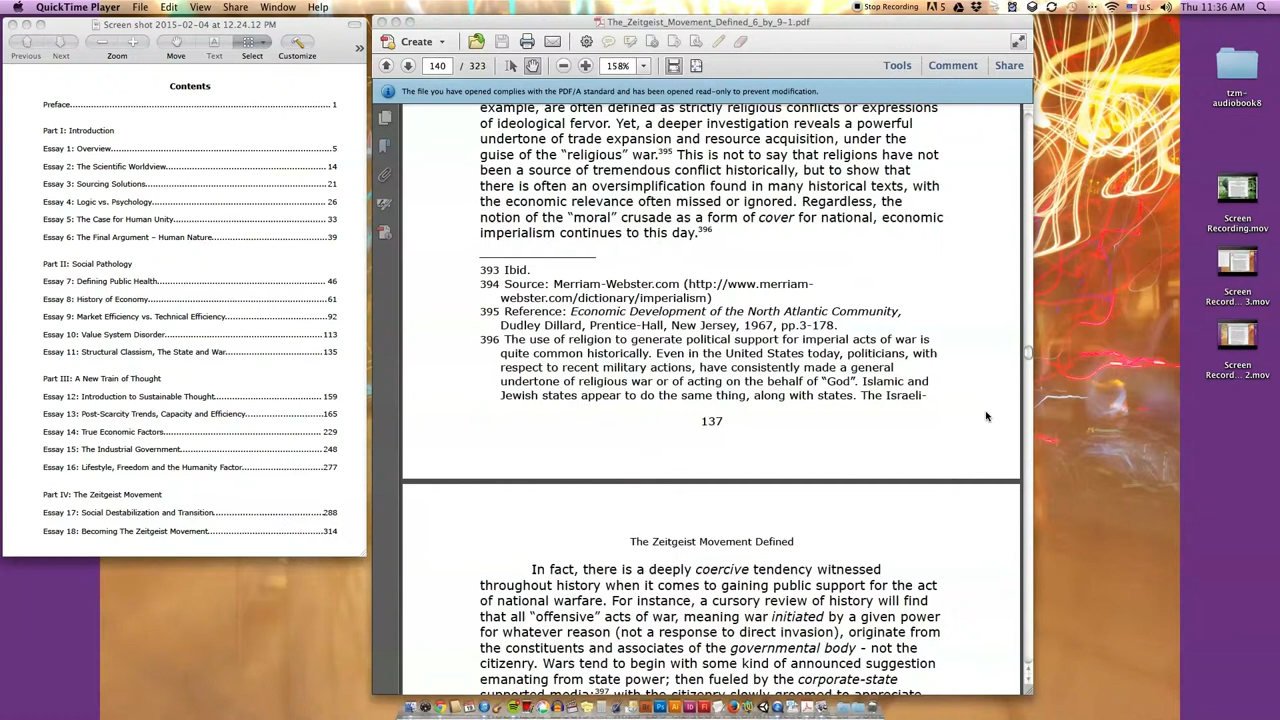 QuickTime Player File Edit View Share Window Help
Stop Recording U.S. Thu 11:36 AM
Screen shot 2015-02-04 at 12.24.12 PM
Previous Next Zoom Move Text Select Customize
Contents
Preface 1
Part I: Introduction
Essay 1: Overview 5
Essay 2: The Scientific Worldview 14
Essay 3: Sourcing Solutions 21
Essay 4: Logic vs. Psychology 26
Essay 5: The Case for Human Unity 33
Essay 6: The Final Argument – Human Nature 39
Part II: Social Pathology
Essay 7: Defining Public Health 46
Essay 8: History of Economy 61
Essay 9: Market Efficiency vs. Technical Efficiency 92
Essay 10: Value System Disorder 113
Essay 11: Structural Classism, The State and War 135
Part III: A New Train of Thought
Essay 12: Introduction to Sustainable Thought 159
Essay 13: Post-Scarcity Trends, Capacity and Efficiency 165
Essay 14: True Economic Factors 229
Essay 15: The Industrial Government 248
Essay 16: Lifestyle, Freedom and the Humanity Factor 277
Part IV: The Zeitgeist Movement
Essay 17: Social Destabilization and Transition 288
Essay 18: Becoming The Zeitgeist Movement 314
The_Zeitgeist_Movement_Defined_6_by_9-1.pdf
Create
140 / 323 158% Tools Comment Share
The file you have opened complies with the PDF/A standard and has been opened read-only to prevent modification.
example, are often defined as strictly religious conflicts or expressions
of ideological fervor. Yet, a deeper investigation reveals a powerful
undertone of trade expansion and resource acquisition, under the
guise of the “religious” war.395 This is not to say that religions have not
been a source of tremendous conflict historically, but to show that
there is often an oversimplification found in many historical texts, with
the economic relevance often missed or ignored. Regardless, the
notion of the “moral” crusade as a form of cover for national, economic
imperialism continues to this day.396
393 Ibid.
394 Source: Merriam-Webster.com (http://www.merriam-
webster.com/dictionary/imperialism)
395 Reference: Economic Development of the North Atlantic Community,
Dudley Dillard, Prentice-Hall, New Jersey, 1967, pp.3-178.
396 The use of religion to generate political support for imperial acts of war is
quite common historically. Even in the United States today, politicians, with
respect to recent military actions, have consistently made a general
undertone of religious war or of acting on the behalf of “God”. Islamic and
Jewish states appear to do the same thing, along with states. The Israeli-
137
The Zeitgeist Movement Defined
In fact, there is a deeply coercive tendency witnessed
throughout history when it comes to gaining public support for the act
of national warfare. For instance, a cursory review of history will find
that all “offensive” acts of war, meaning war initiated by a given power
for whatever reason (not a response to direct invasion), originate from
the constituents and associates of the governmental body - not the
citizenry. Wars tend to begin with some kind of announced suggestion
emanating from state power; then fueled by the corporate-state
supported media;397 with the citizenry slowly groomed to appreciate
tzm-
audiobook8
Screen
Recording.mov
Screen
Record... 3.mov
Screen
Record... 2.mov